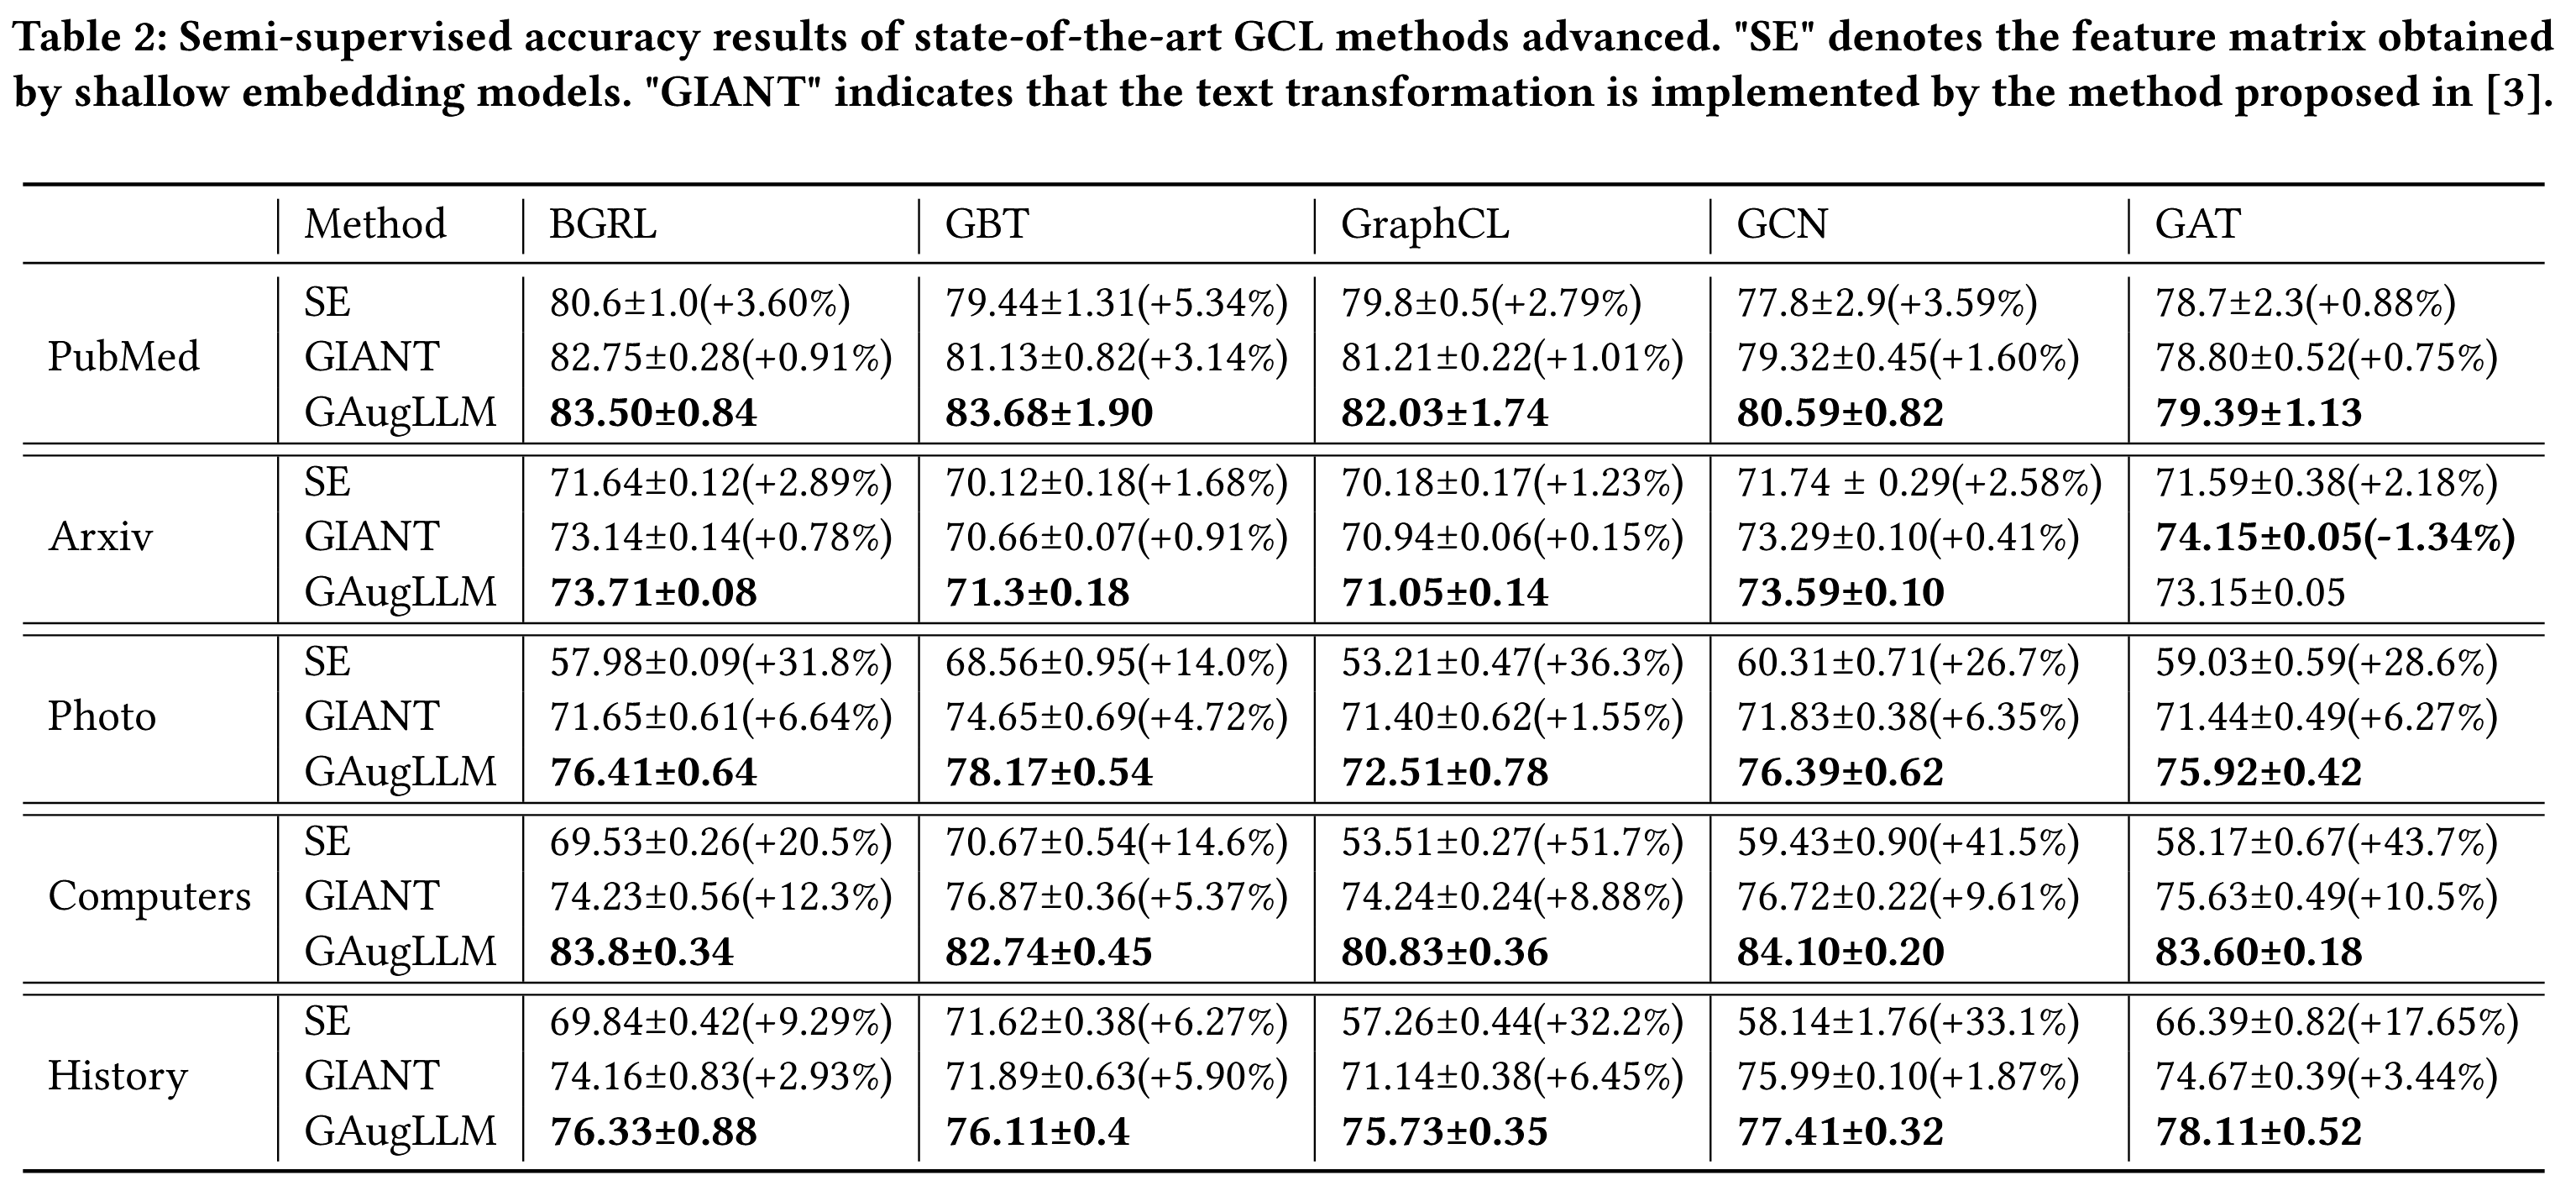 Table 2: Semi-supervised accuracy results of state-of-the-art GCL methods advanced. "SE" denotes the feature matrix obtained
by shallow embedding models. "GIANT" indicates that the text transformation is implemented by the method proposed in [3].
Method BGRL GBT GraphCL GCN GAT
SE 80.6±1.0(+3.60%) 79.44±1.31(+5.34%) 79.8±0.5(+2.79%) 77.8±2.9(+3.59%) 78.7±2.3(+0.88%)
PubMed GIANT 82.75±0.28(+0.91%) 81.13±0.82(+3.14%) 81.21±0.22(+1.01%) 79.32±0.45(+1.60%) 78.80±0.52(+0.75%)
GAugLLM 83.50±0.84 83.68±1.90 82.03±1.74 80.59±0.82 79.39±1.13
SE 71.64±0.12(+2.89%) 70.12±0.18(+1.68%) 70.18±0.17(+1.23%) 71.74 ± 0.29(+2.58%) 71.59±0.38(+2.18%)
Arxiv GIANT 73.14±0.14(+0.78%) 70.66±0.07(+0.91%) 70.94±0.06(+0.15%) 73.29±0.10(+0.41%) 74.15±0.05(-1.34%)
GAugLLM 73.71±0.08 71.3±0.18 71.05±0.14 73.59±0.10 73.15±0.05
SE 57.98±0.09(+31.8%) 68.56±0.95(+14.0%) 53.21±0.47(+36.3%) 60.31±0.71(+26.7%) 59.03±0.59(+28.6%)
Photo GIANT 71.65±0.61(+6.64%) 74.65±0.69(+4.72%) 71.40±0.62(+1.55%) 71.83±0.38(+6.35%) 71.44±0.49(+6.27%)
GAugLLM 76.41±0.64 78.17±0.54 72.51±0.78 76.39±0.62 75.92±0.42
SE 69.53±0.26(+20.5%) 70.67±0.54(+14.6%) 53.51±0.27(+51.7%) 59.43±0.90(+41.5%) 58.17±0.67(+43.7%)
Computers GIANT 74.23±0.56(+12.3%) 76.87±0.36(+5.37%) 74.24±0.24(+8.88%) 76.72±0.22(+9.61%) 75.63±0.49(+10.5%)
GAugLLM 83.8±0.34 82.74±0.45 80.83±0.36 84.10±0.20 83.60±0.18
SE 69.84±0.42(+9.29%) 71.62±0.38(+6.27%) 57.26±0.44(+32.2%) 58.14±1.76(+33.1%) 66.39±0.82(+17.65%)
History GIANT 74.16±0.83(+2.93%) 71.89±0.63(+5.90%) 71.14±0.38(+6.45%) 75.99±0.10(+1.87%) 74.67±0.39(+3.44%)
GAugLLM 76.33±0.88 76.11±0.4 75.73±0.35 77.41±0.32 78.11±0.52